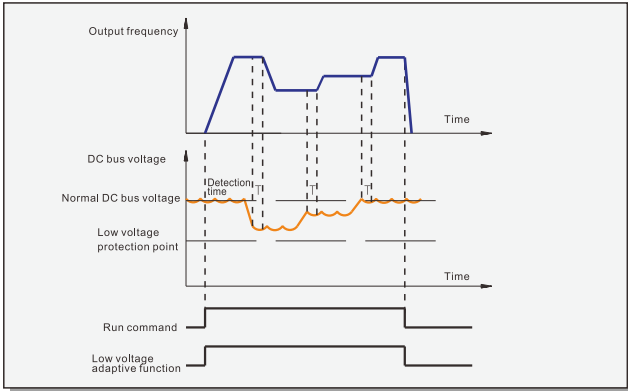 Output frequency
Time
DC bus voltage
Detection
time
T
T
T
Normal DC bus voltage
Low voltage
protection point
Time
Run command
Low voltage
adaptive function